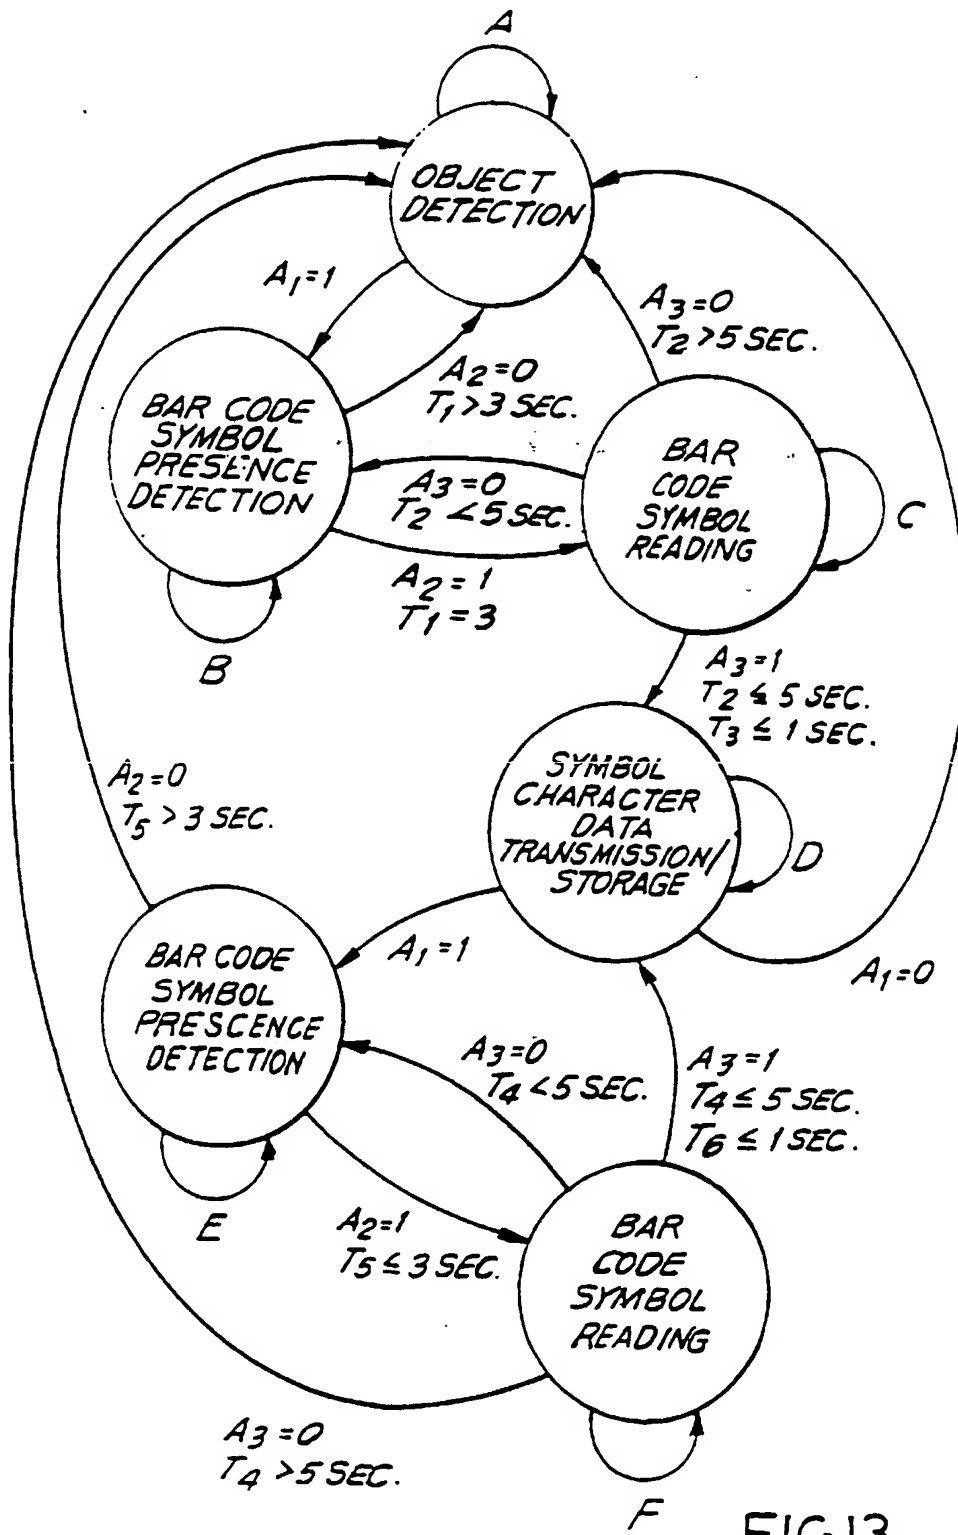 A
OBJECT
DETECTION
A1=1
A3=0
T2>5 SEC.
A2=0
T1>3 SEC.
BAR CODE
SYMBOL
PRESENCE
DETECTION
BAR
CODE
SYMBOL
READING
C
A3=0
T2<5 SEC.
A2=1
T1=3
B
A3=1
T2≤5 SEC.
T3≤1 SEC.
SYMBOL
CHARACTER
DATA
TRANSMISSION/
STORAGE
D
A2=0
T5>3 SEC.
A1=1
A1=0
BAR CODE
SYMBOL
PRESCENCE
DETECTION
A3=0
T4<5 SEC.
A3=1
T4≤5 SEC.
T6≤1 SEC.
E
A2=1
T5≤3 SEC.
BAR
CODE
SYMBOL
READING
A3=0
T4>5 SEC.
F
FIG.13